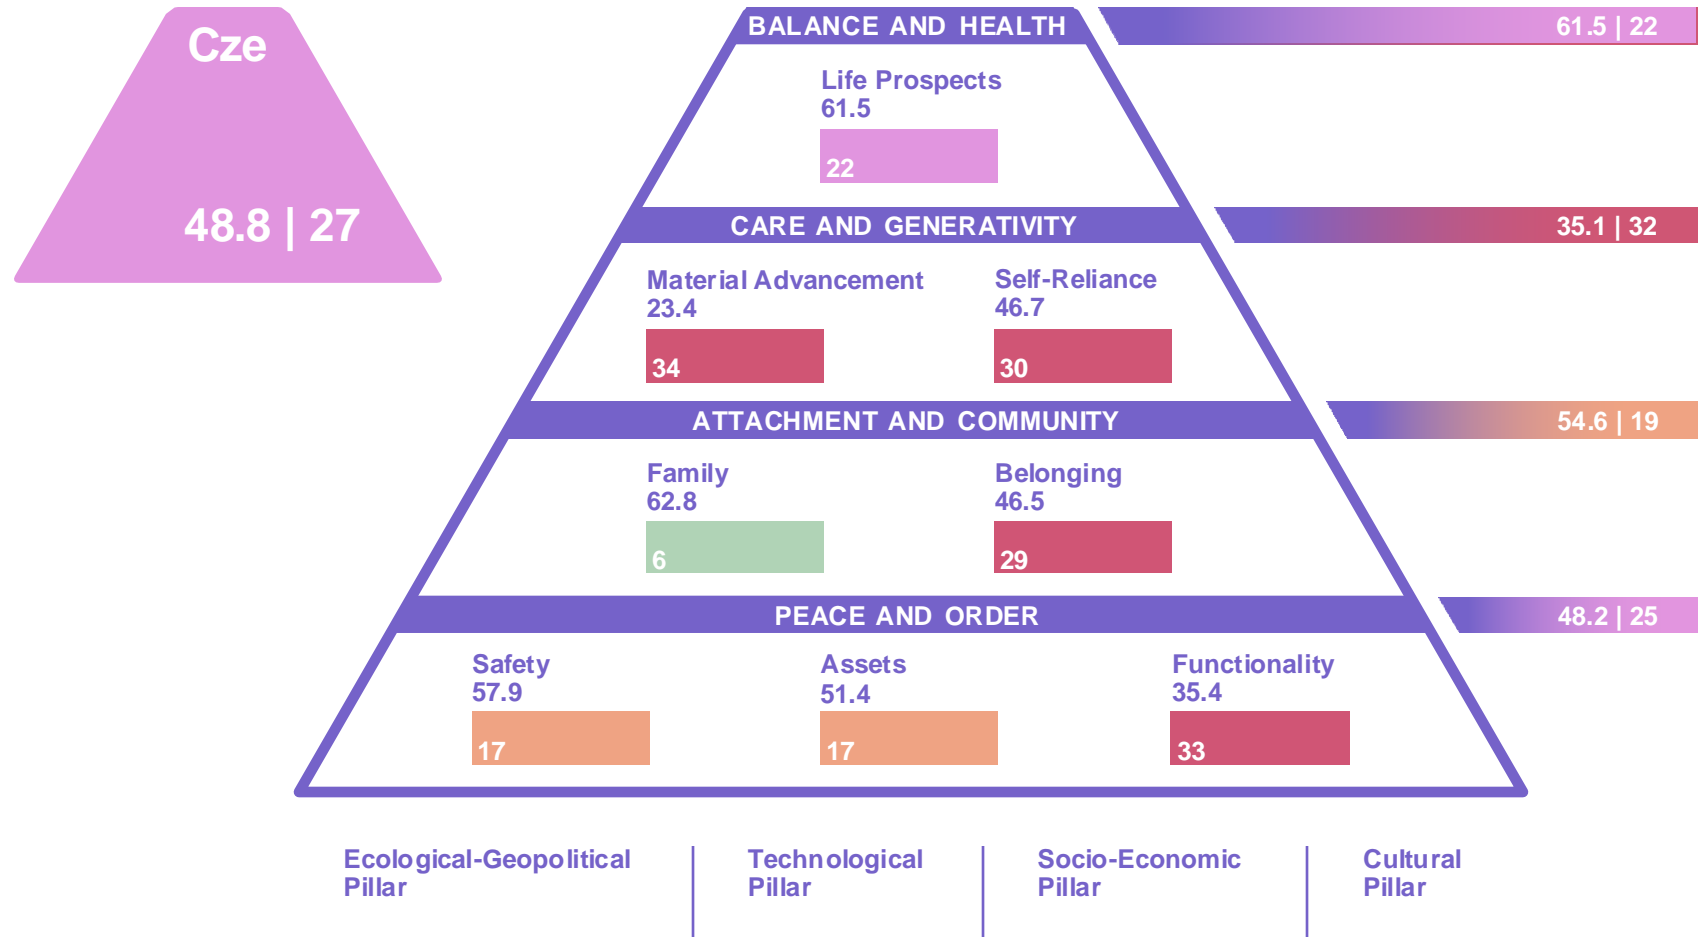 Cze
48.8 | 27
BALANCE AND HEALTH
61.5 | 22
Life Prospects
61.5
22
CARE AND GENERATIVITY
35.1 | 32
Material Advancement
23.4
34
Self-Reliance
46.7
30
ATTACHMENT AND COMMUNITY
54.6 | 19
Family
62.8
6
Belonging
46.5
29
PEACE AND ORDER
48.2 | 25
Safety
57.9
17
Assets
51.4
17
Functionality
35.4
33
Ecological-Geopolitical
Pillar
Technological
Pillar
Socio-Economic
Pillar
Cultural
Pillar